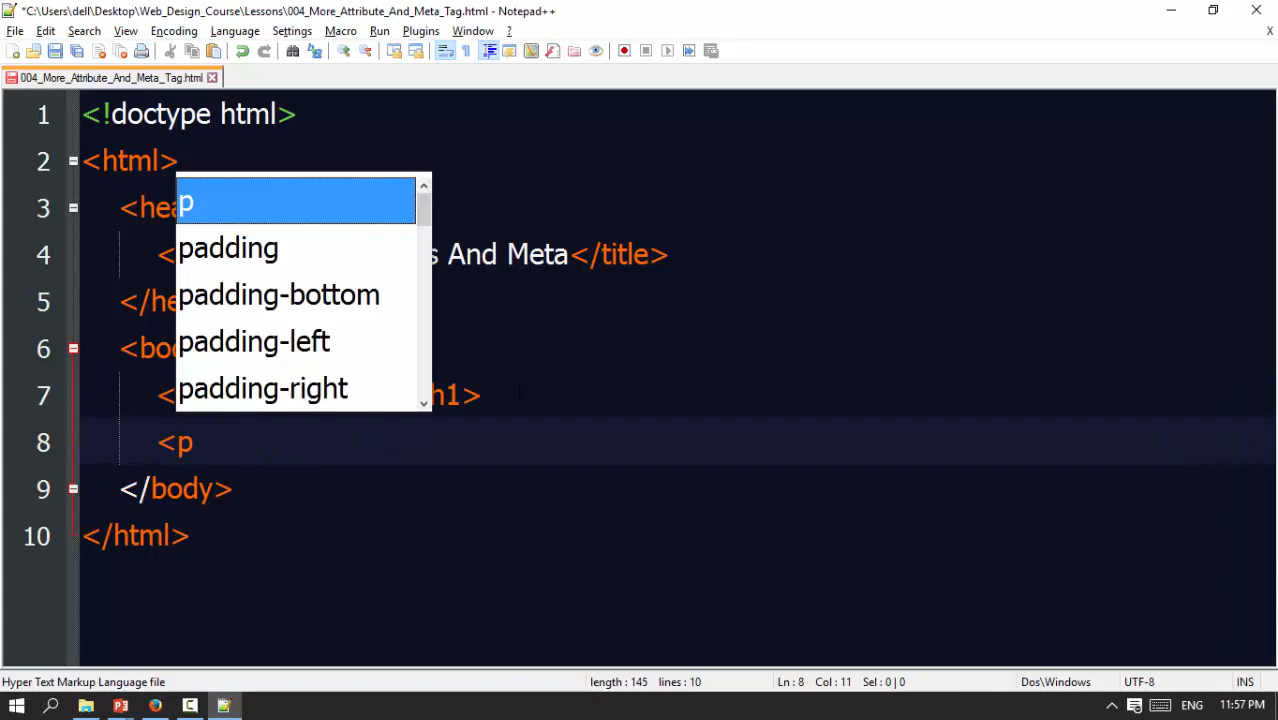 *C:\Users\dell\Desktop\Web_Design_Course\Lessons\004_More_Attribute_And_Meta_Tag.html - Notepad++
File Edit Search View Encoding Language Settings Macro Run Plugins Window ? X
004_More_Attribute_And_Meta_Tag.html
1 <!doctype html>
2 <html>
3 <hea
4 < s And Meta</title>
5 </he
6 <bod
7 < h1>
8 <p
9 </body>
10 </html>
p
padding
padding-bottom
padding-left
padding-right
Hyper Text Markup Language file length : 145 lines : 10 Ln : 8 Col : 11 Sel : 0 | 0 Dos\Windows UTF-8 INS
ENG 11:57 PM